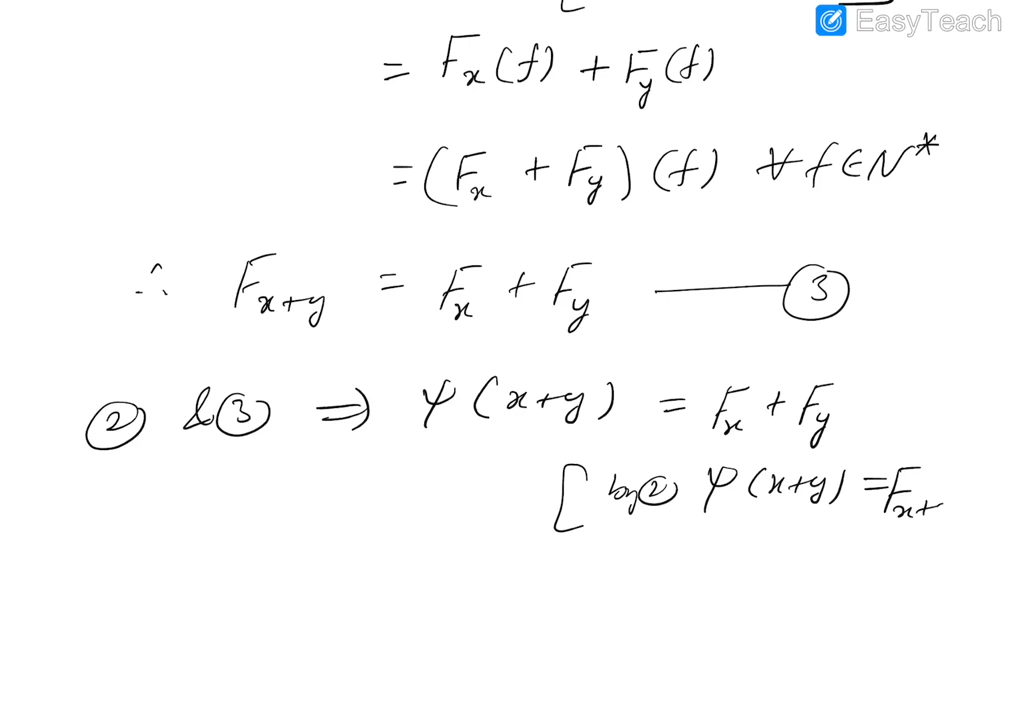 EasyTeach
= F_x(f) + F_y(f)
= (F_x + F_y)(f) ∀ f ∈ N*
∴ F_{x+y} = F_x + F_y ——— ③
② & ③ ⇒ ψ(x+y) = F_x + F_y
[ by ② ψ(x+y) = F_{x+